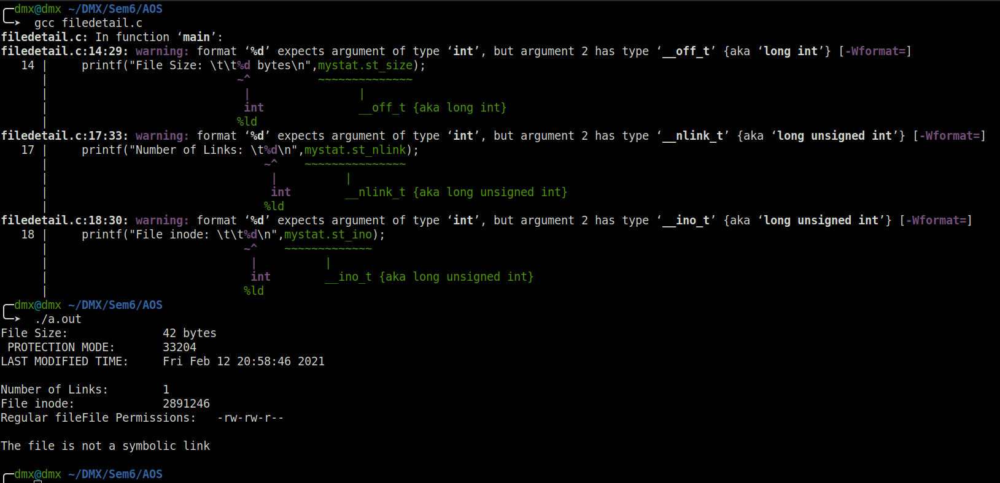 dmx@dmx ~/DMX/Sem6/AOS
gcc filedetail.c
filedetail.c: In function ‘main’:
filedetail.c:14:29: warning: format ‘%d’ expects argument of type ‘int’, but argument 2 has type ‘__off_t’ {aka ‘long int’} [-Wformat=]
   14 |     printf("File Size: \t\t%d bytes\n",mystat.st_size);
      |                            ~^          ~~~~~~~~~~~~~~
      |                             |                |
      |                             int              __off_t {aka long int}
      |                            %ld
filedetail.c:17:33: warning: format ‘%d’ expects argument of type ‘int’, but argument 2 has type ‘__nlink_t’ {aka ‘long unsigned int’} [-Wformat=]
   17 |     printf("Number of Links: \t%d\n",mystat.st_nlink);
      |                                ~^    ~~~~~~~~~~~~~~~
      |                                 |          |
      |                                 int        __nlink_t {aka long unsigned int}
      |                                %ld
filedetail.c:18:30: warning: format ‘%d’ expects argument of type ‘int’, but argument 2 has type ‘__ino_t’ {aka ‘long unsigned int’} [-Wformat=]
   18 |     printf("File inode: \t\t%d\n",mystat.st_ino);
      |                             ~^    ~~~~~~~~~~~~~
      |                              |          |
      |                              int        __ino_t {aka long unsigned int}
      |                             %ld
dmx@dmx ~/DMX/Sem6/AOS
./a.out
File Size:              42 bytes
 PROTECTION MODE:       33204
LAST MODIFIED TIME:     Fri Feb 12 20:58:46 2021
Number of Links:        1
File inode:             2891246
Regular fileFile Permissions:   -rw-rw-r--
The file is not a symbolic link
dmx@dmx ~/DMX/Sem6/AOS